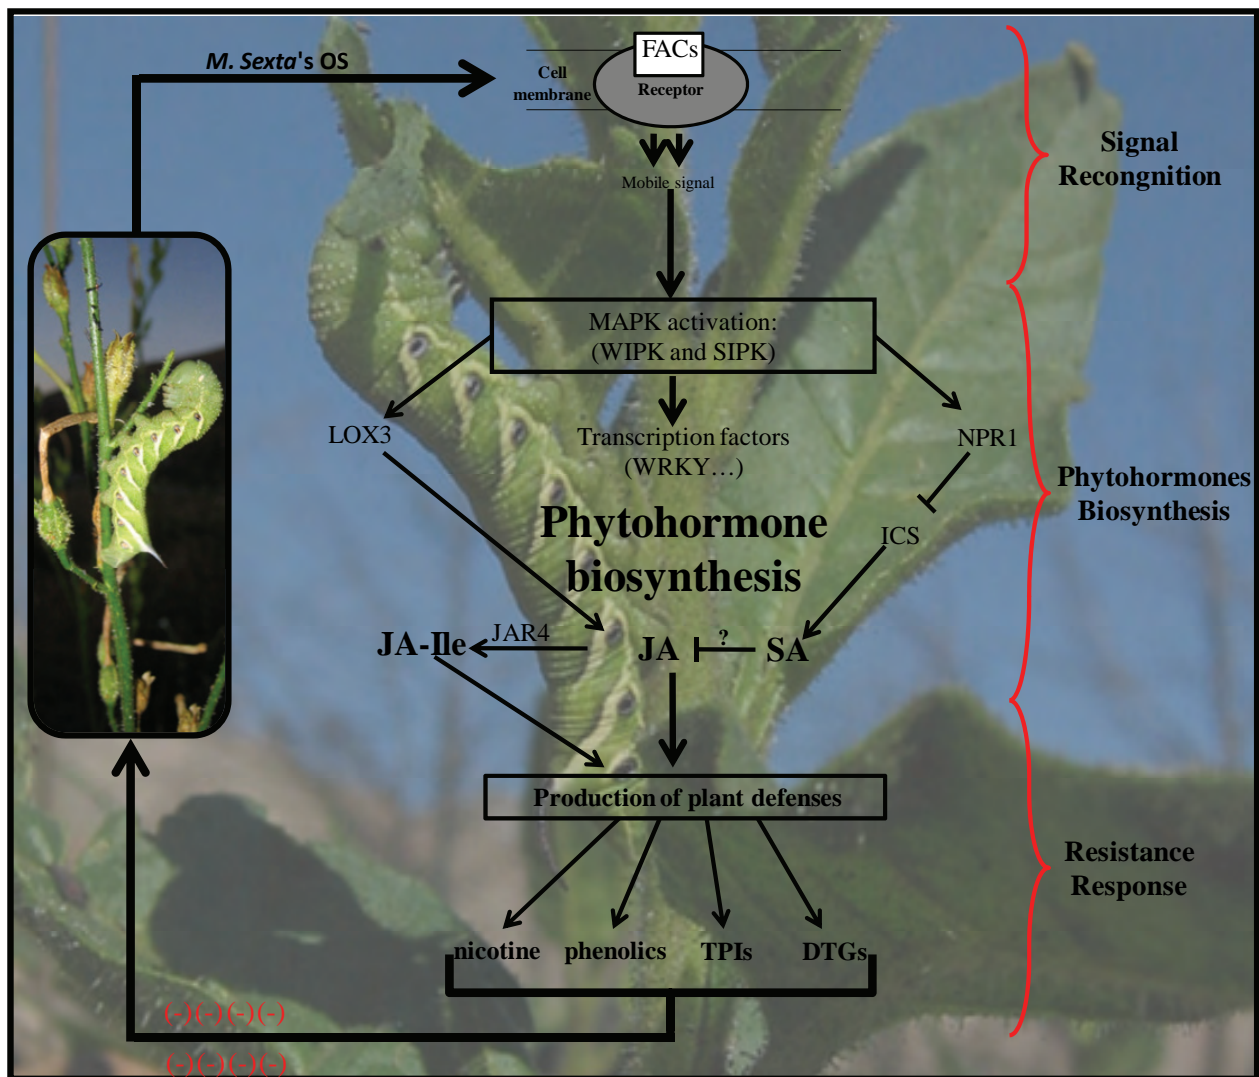 M. Sexta's OS
FACs
Cell
membrane
Receptor
Mobile signal
Signal
Recongnition
MAPK activation:
(WIPK and SIPK)
LOX3
Transcription factors
(WRKY...)
NPR1
Phytohormones
Biosynthesis
Phytohormone
biosynthesis
ICS
JA-Ile
JAR4
JA
?
SA
Production of plant defenses
Resistance
Response
nicotine
phenolics
TPIs
DTGs
(-)(-)(-)(-)
(-)(-)(-)(-)